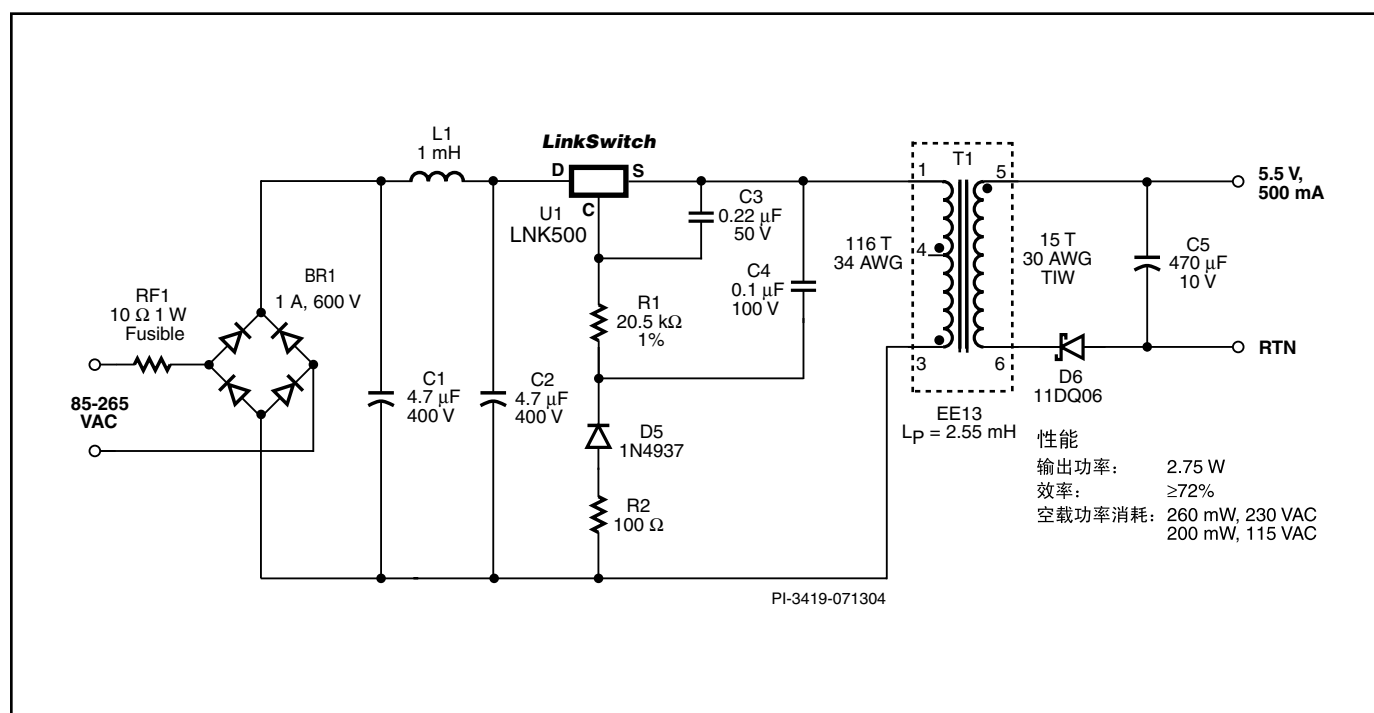 L1
1 mH
LinkSwitch
D
S
C
U1
LNK500
C3
0.22 µF
50 V
BR1
1 A, 600 V
RF1
10 Ω 1 W
Fusible
85-265
VAC
C1
4.7 µF
400 V
C2
4.7 µF
400 V
R1
20.5 kΩ
1%
C4
0.1 µF
100 V
D5
1N4937
R2
100 Ω
T1
1
5
116 T
34 AWG
4
15 T
30 AWG
TIW
3
6
EE13
LP = 2.55 mH
C5
470 µF
10 V
D6
11DQ06
5.5 V,
500 mA
RTN
性能
输出功率： 2.75 W
效率： ≥72%
空载功率消耗：260 mW, 230 VAC
200 mW, 115 VAC
PI-3419-071304